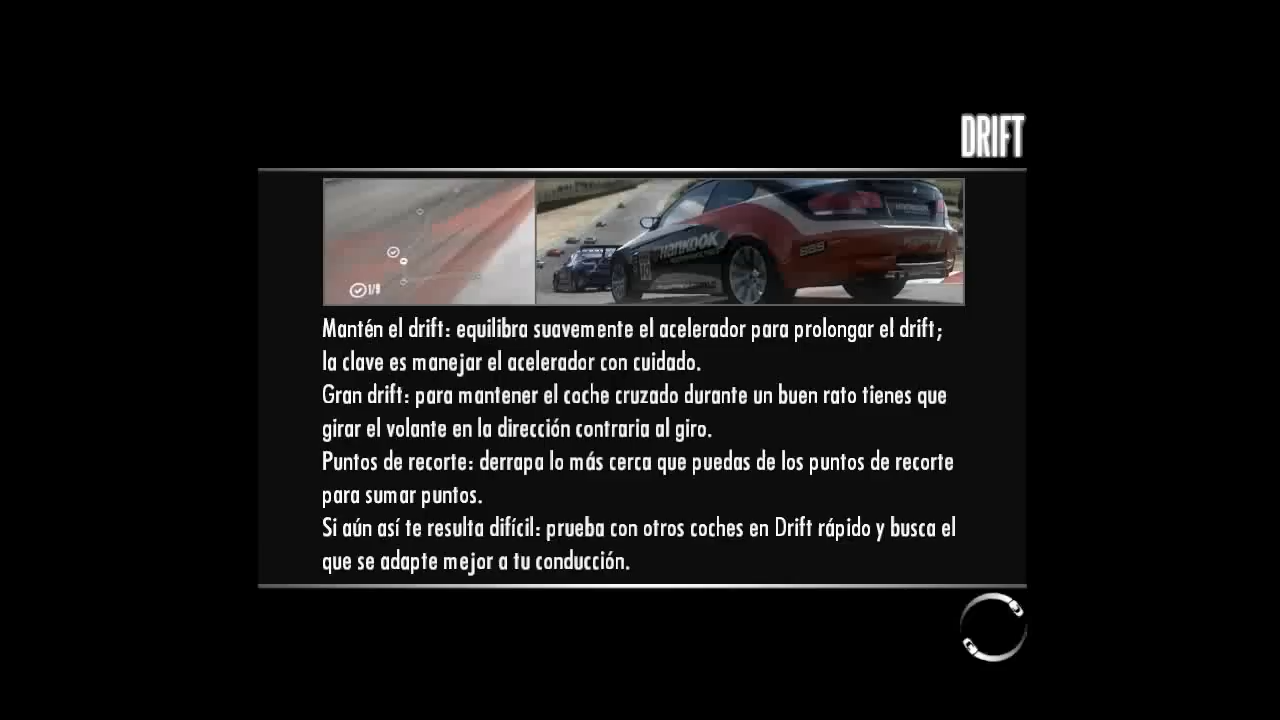 DRIFT
1/9
HANKOOK
Mantén el drift: equilibra suavemente el acelerador para prolongar el drift;
la clave es manejar el acelerador con cuidado.
Gran drift: para mantener el coche cruzado durante un buen rato tienes que
girar el volante en la dirección contraria al giro.
Puntos de recorte: derrapa lo más cerca que puedas de los puntos de recorte
para sumar puntos.
Si aún así te resulta difícil: prueba con otros coches en Drift rápido y busca el
que se adapte mejor a tu conducción.